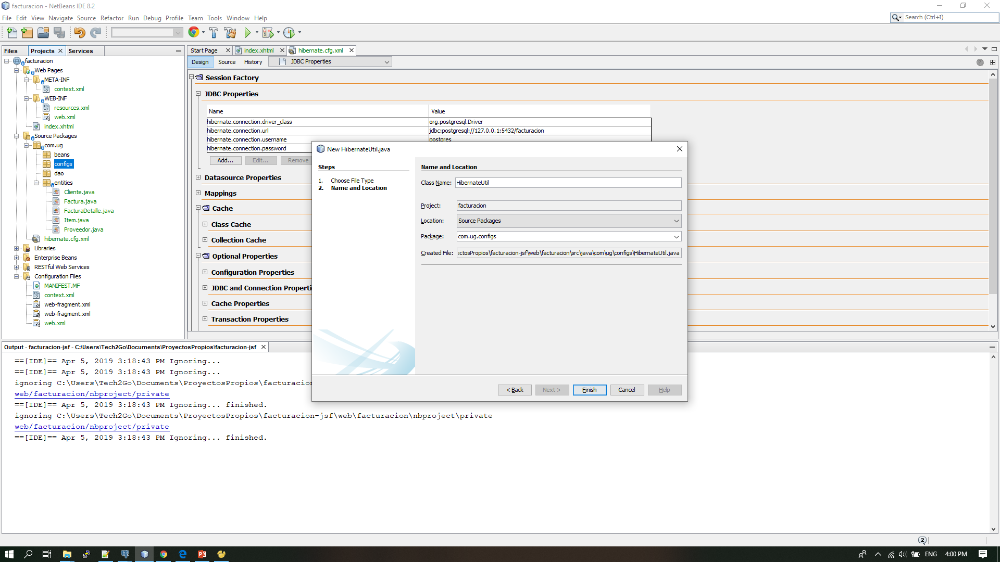 facturacion - NetBeans IDE 8.2
File Edit View Navigate Source Refactor Run Debug Profile Team Tools Window Help
Search (Ctrl+I)
Files Projects Services
facturacion
Web Pages
META-INF
context.xml
WEB-INF
resources.xml
web.xml
index.xhtml
Source Packages
com.ug
beans
configs
dao
entities
Cliente.java
Factura.java
FacturaDetalle.java
Item.java
Proveedor.java
hibernate.cfg.xml
Libraries
Enterprise Beans
RESTful Web Services
Configuration Files
MANIFEST.MF
context.xml
web-fragment.xml
web-fragment.xml
web.xml
Start Page index.xhtml hibernate.cfg.xml
Design Source History JDBC Properties
Session Factory
JDBC Properties
Name Value
hibernate.connection.driver_class org.postgresql.Driver
hibernate.connection.url jdbc:postgresql://127.0.0.1:5432/facturacion
hibernate.connection.username postgres
hibernate.connection.password
Add... Edit... Remove
Datasource Properties
Mappings
Cache
Class Cache
Collection Cache
Optional Properties
Configuration Properties
JDBC and Connection Properti
Cache Properties
Transaction Properties
New HibernateUtil.java
Steps
1. Choose File Type
2. Name and Location
Name and Location
Class Name: HibernateUtil
Project: facturacion
Location: Source Packages
Package: com.ug.configs
Created File: ectosPropios\facturacion-jsf\web\facturacion\src\java\com\ug\configs\HibernateUtil.java
< Back Next > Finish Cancel Help
Output - facturacion-jsf - C:\Users\Tech2Go\Documents\ProyectosPropios\facturacion-jsf
==[IDE]== Apr 5, 2019 3:18:43 PM Ignoring...
==[IDE]== Apr 5, 2019 3:18:43 PM Ignoring...
ignoring C:\Users\Tech2Go\Documents\ProyectosPropios\facturacion
web/facturacion/nbproject/private
==[IDE]== Apr 5, 2019 3:18:43 PM Ignoring... finished.
ignoring C:\Users\Tech2Go\Documents\ProyectosPropios\facturacion-jsf\web\facturacion\nbproject\private
web/facturacion/nbproject/private
==[IDE]== Apr 5, 2019 3:18:43 PM Ignoring... finished.
2
ENG 4:00 PM